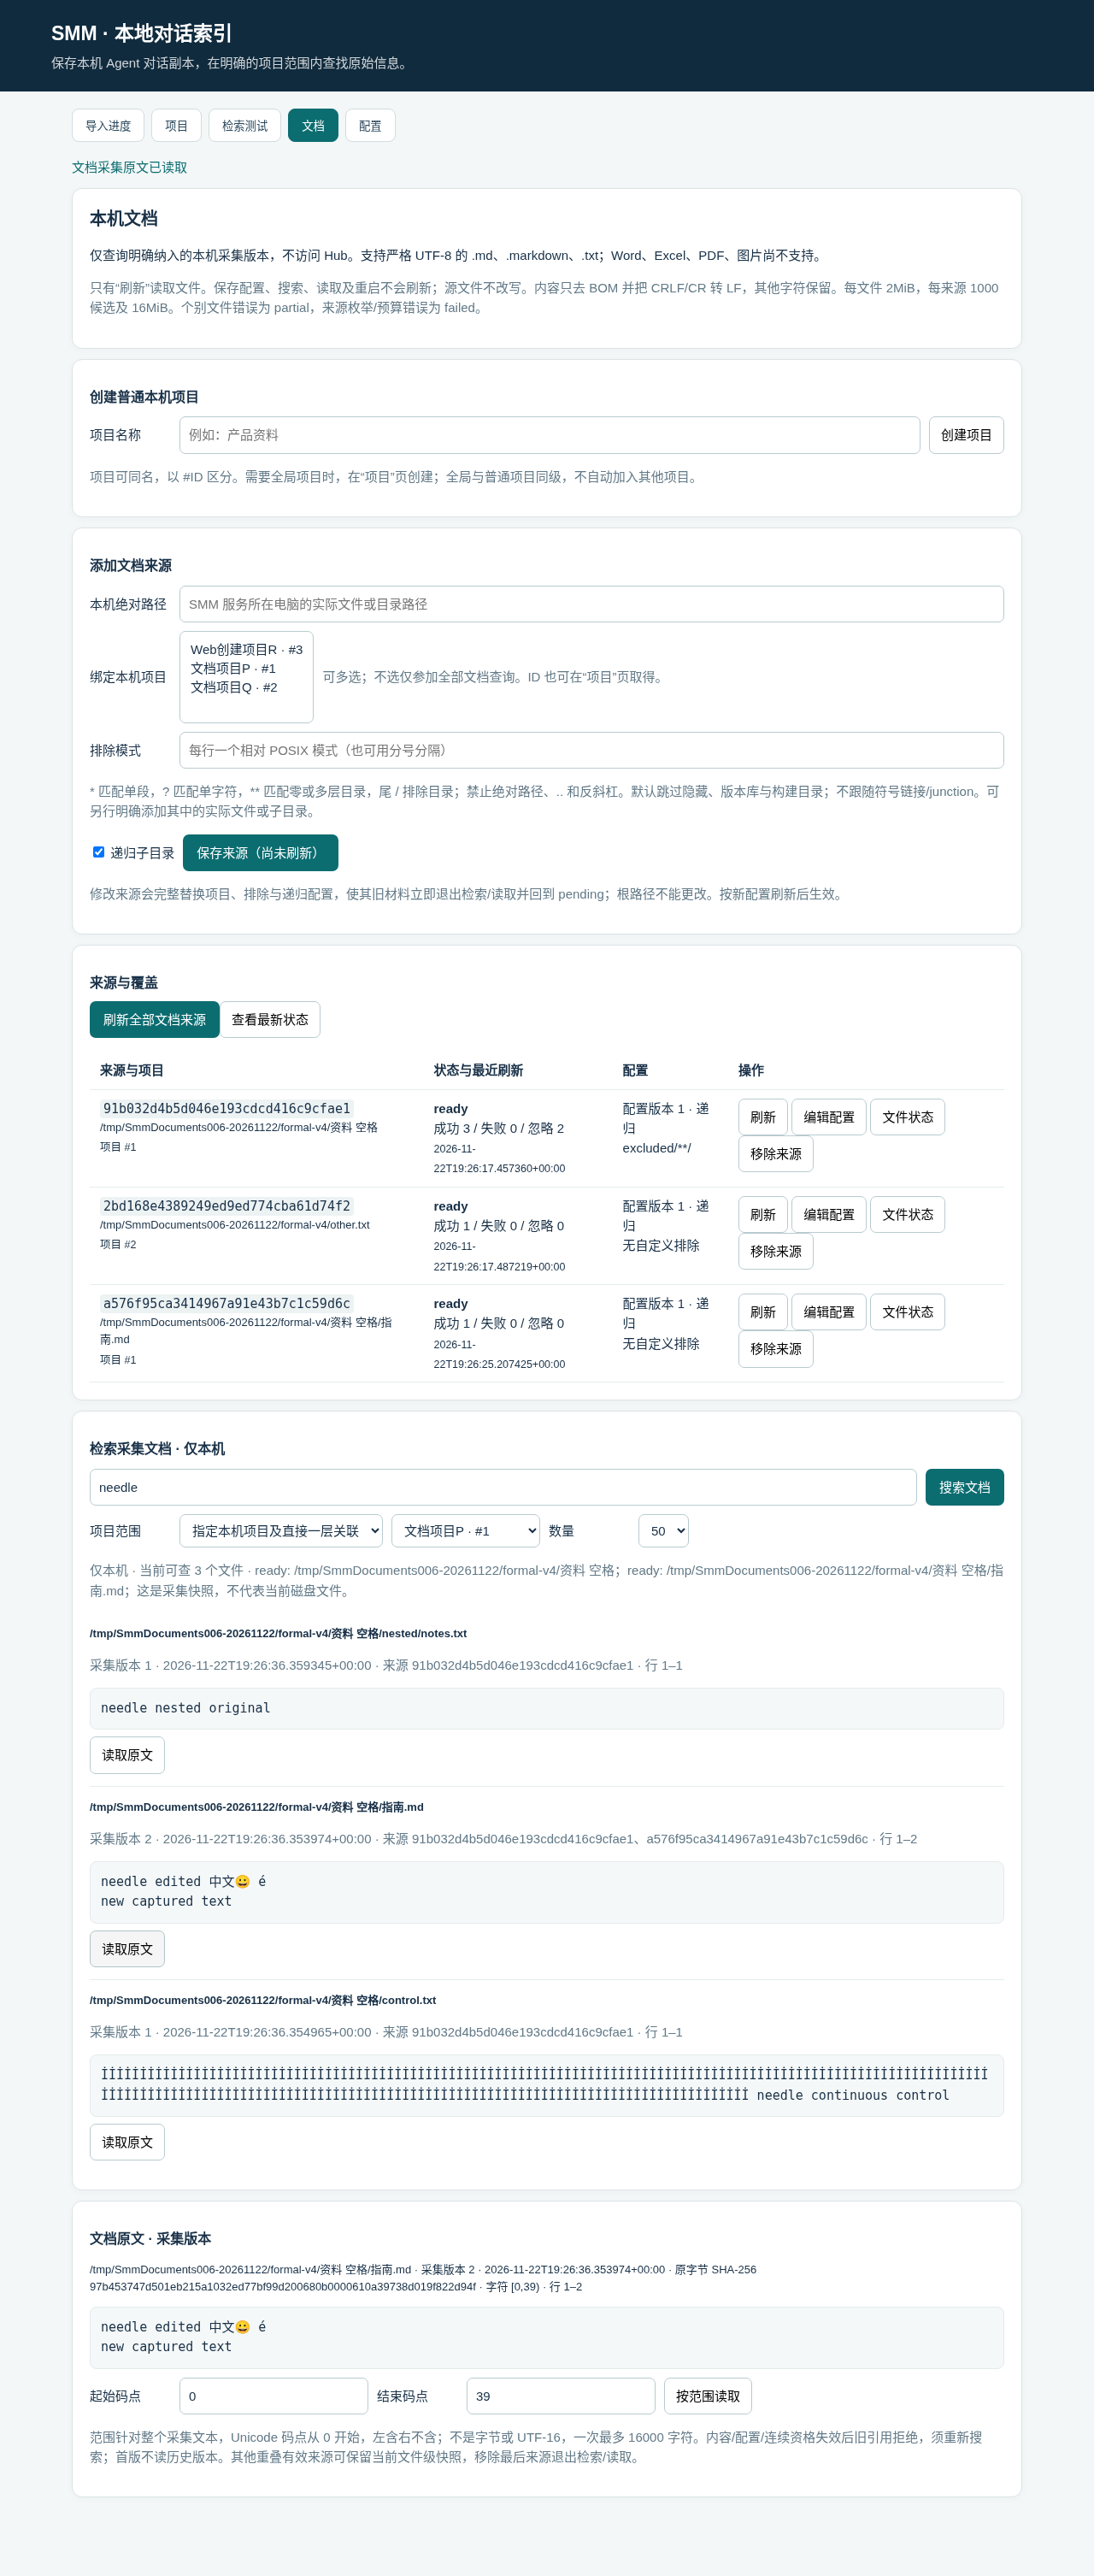 SMM · 本地对话索引
保存本机 Agent 对话副本，在明确的项目范围内查找原始信息。
导入进度 项目 检索测试 文档 配置
文档采集原文已读取
本机文档
仅查询明确纳入的本机采集版本，不访问 Hub。支持严格 UTF-8 的 .md、.markdown、.txt；Word、Excel、PDF、图片尚不支持。
只有“刷新”读取文件。保存配置、搜索、读取及重启不会刷新；源文件不改写。内容只去 BOM 并把 CRLF/CR 转 LF，其他字符保留。每文件 2MiB，每来源 1000
候选及 16MiB。个别文件错误为 partial，来源枚举/预算错误为 failed。
创建普通本机项目
项目名称 例如：产品资料 创建项目
项目可同名，以 #ID 区分。需要全局项目时，在“项目”页创建；全局与普通项目同级，不自动加入其他项目。
添加文档来源
本机绝对路径 SMM 服务所在电脑的实际文件或目录路径
Web创建项目R · #3
文档项目P · #1
绑定本机项目 文档项目Q · #2 可多选；不选仅参加全部文档查询。ID 也可在“项目”页取得。
排除模式 每行一个相对 POSIX 模式（也可用分号分隔）
* 匹配单段，? 匹配单字符，** 匹配零或多层目录，尾 / 排除目录；禁止绝对路径、.. 和反斜杠。默认跳过隐藏、版本库与构建目录；不跟随符号链接/junction。可
另行明确添加其中的实际文件或子目录。
递归子目录 保存来源（尚未刷新）
修改来源会完整替换项目、排除与递归配置，使其旧材料立即退出检索/读取并回到 pending；根路径不能更改。按新配置刷新后生效。
来源与覆盖
刷新全部文档来源 查看最新状态
来源与项目 状态与最近刷新 配置 操作
91b032d4b5d046e193cdcd416c9cfae1 ready 配置版本 1 · 递 刷新 编辑配置 文件状态
/tmp/SmmDocuments006-20261122/formal-v4/资料 空格 成功 3 / 失败 0 / 忽略 2 归
项目 #1 2026-11- excluded/**/ 移除来源
22T19:26:17.457360+00:00
2bd168e4389249ed9ed774cba61d74f2 ready 配置版本 1 · 递 刷新 编辑配置 文件状态
/tmp/SmmDocuments006-20261122/formal-v4/other.txt 成功 1 / 失败 0 / 忽略 0 归
项目 #2 2026-11- 无自定义排除 移除来源
22T19:26:17.487219+00:00
a576f95ca3414967a91e43b7c1c59d6c ready 配置版本 1 · 递 刷新 编辑配置 文件状态
/tmp/SmmDocuments006-20261122/formal-v4/资料 空格/指 成功 1 / 失败 0 / 忽略 0 归
南.md 2026-11- 无自定义排除 移除来源
项目 #1 22T19:26:25.207425+00:00
检索采集文档 · 仅本机
needle 搜索文档
项目范围 指定本机项目及直接一层关联 文档项目P · #1 数量 50
仅本机 · 当前可查 3 个文件 · ready: /tmp/SmmDocuments006-20261122/formal-v4/资料 空格；ready: /tmp/SmmDocuments006-20261122/formal-v4/资料 空格/指
南.md；这是采集快照，不代表当前磁盘文件。
/tmp/SmmDocuments006-20261122/formal-v4/资料 空格/nested/notes.txt
采集版本 1 · 2026-11-22T19:26:36.359345+00:00 · 来源 91b032d4b5d046e193cdcd416c9cfae1 · 行 1–1
needle nested original
读取原文
/tmp/SmmDocuments006-20261122/formal-v4/资料 空格/指南.md
采集版本 2 · 2026-11-22T19:26:36.353974+00:00 · 来源 91b032d4b5d046e193cdcd416c9cfae1、a576f95ca3414967a91e43b7c1c59d6c · 行 1–2
needle edited 中文😀 é
new captured text
读取原文
/tmp/SmmDocuments006-20261122/formal-v4/资料 空格/control.txt
采集版本 1 · 2026-11-22T19:26:36.354965+00:00 · 来源 91b032d4b5d046e193cdcd416c9cfae1 · 行 1–1
needle continuous control
读取原文
文档原文 · 采集版本
/tmp/SmmDocuments006-20261122/formal-v4/资料 空格/指南.md · 采集版本 2 · 2026-11-22T19:26:36.353974+00:00 · 原字节 SHA-256
97b453747d501eb215a1032ed77bf99d200680b0000610a39738d019f822d94f · 字符 [0,39) · 行 1–2
needle edited 中文😀 é
new captured text
起始码点 0 结束码点 39 按范围读取
范围针对整个采集文本，Unicode 码点从 0 开始，左含右不含；不是字节或 UTF-16，一次最多 16000 字符。内容/配置/连续资格失效后旧引用拒绝，须重新搜
索；首版不读历史版本。其他重叠有效来源可保留当前文件级快照，移除最后来源退出检索/读取。